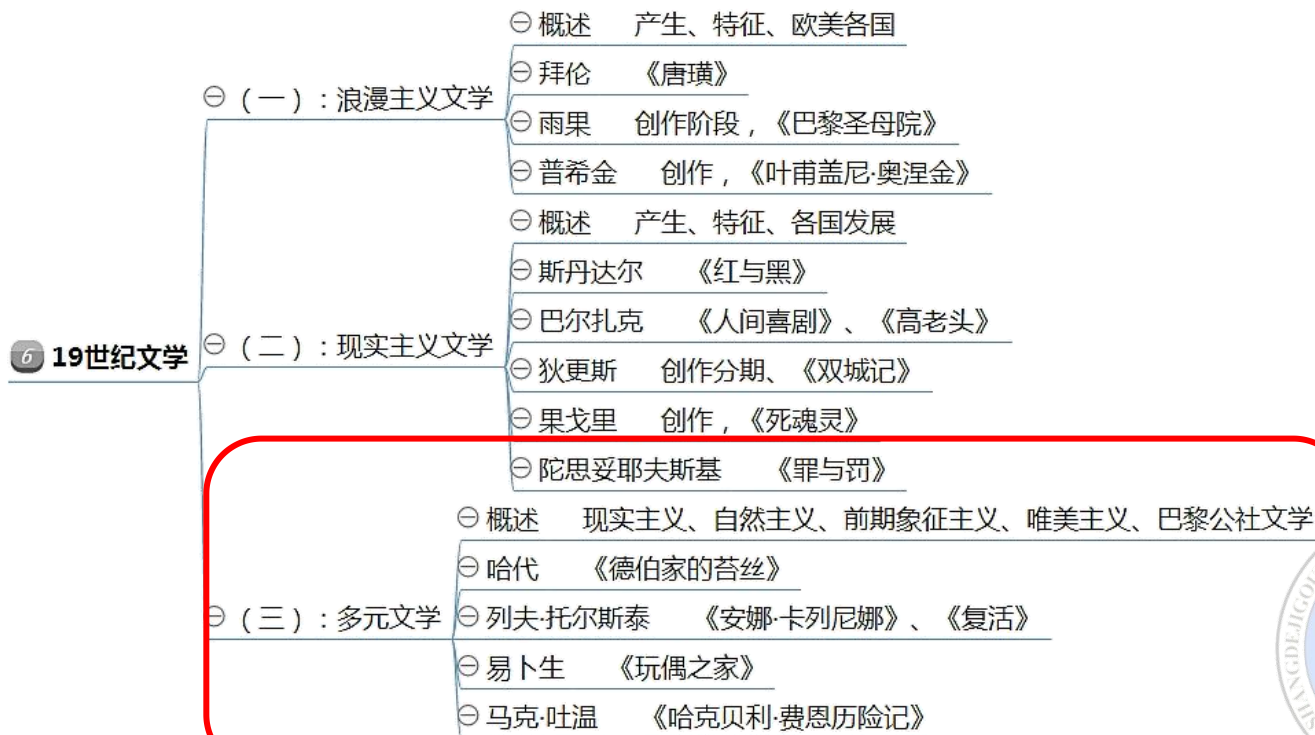 概述 产生、特征、欧美各国
拜伦 《唐璜》
（一）：浪漫主义文学
雨果 创作阶段，《巴黎圣母院》
普希金 创作，《叶甫盖尼·奥涅金》
概述 产生、特征、各国发展
斯丹达尔 《红与黑》
巴尔扎克 《人间喜剧》、《高老头》
6 19世纪文学
（二）：现实主义文学
狄更斯 创作分期、《双城记》
果戈里 创作，《死魂灵》
陀思妥耶夫斯基 《罪与罚》
概述 现实主义、自然主义、前期象征主义、唯美主义、巴黎公社文学
哈代 《德伯家的苔丝》
（三）：多元文学
列夫·托尔斯泰 《安娜·卡列尼娜》、《复活》
易卜生 《玩偶之家》
马克·吐温 《哈克贝利·费恩历险记》